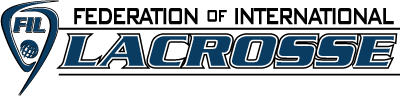 FIL
FEDERATION OF INTERNATIONAL
LACROSSE